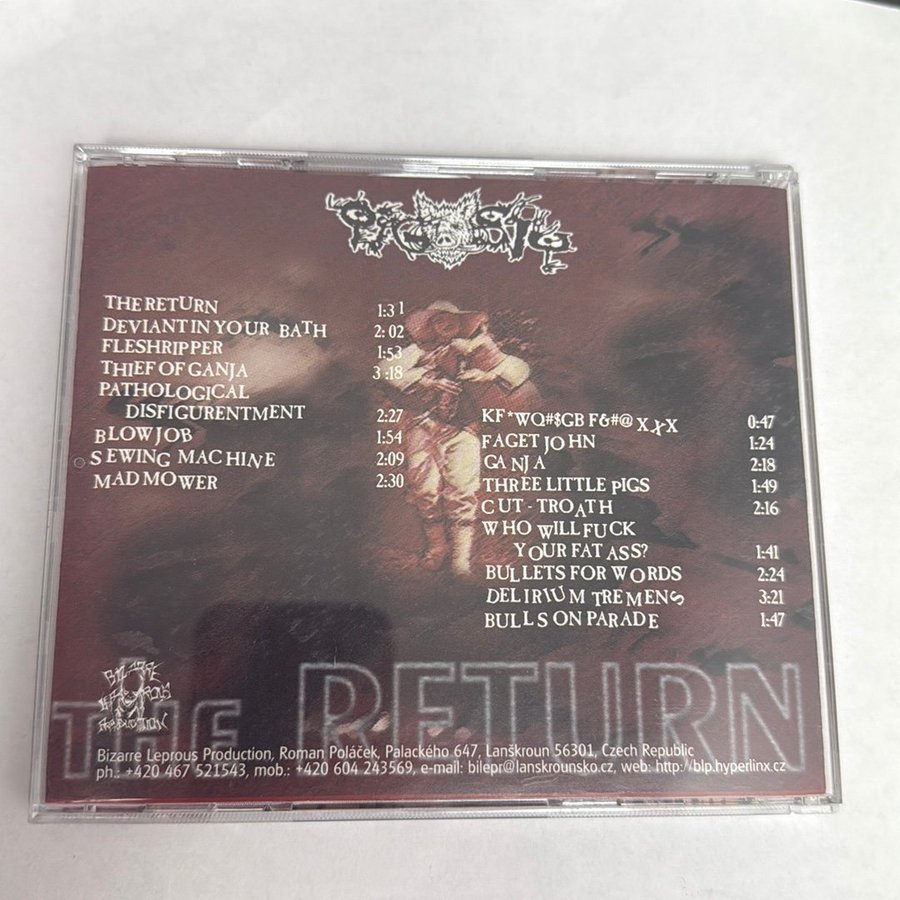 THE RETURN 1:31
DEVIANT IN YOUR BATH 2:02
FLESHRIPPER 1:53
THIEF OF GANJA 3:18
PATHOLOGICAL
DISFIGURENTMENT 2:27
BLOWJOB 1:54
SEWING MACHINE 2:09
MAD MOWER 2:30
KF*WQ#$GB F&#@ XXX 0:47
FAGET JOHN 1:24
GANJA 2:18
THREE LITTLE PIGS 1:49
CUT - TROATH 2:16
WHO WILL FUCK
YOUR FAT ASS? 1:41
BULLETS FOR WORDS 2:24
DELIRIUM TREMENS 3:21
BULLS ON PARADE 1:47
THE RETURN
BIZARRE
LEPROUS
PRODUCTION
Bizarre Leprous Production, Roman Poláček, Palackého 647, Lanškroun 56301, Czech Republic
ph.: +420 467 521543, mob.: +420 604 243569, e-mail: bilepr@lanskrounsko.cz, web: http://blp.hyperlinx.cz